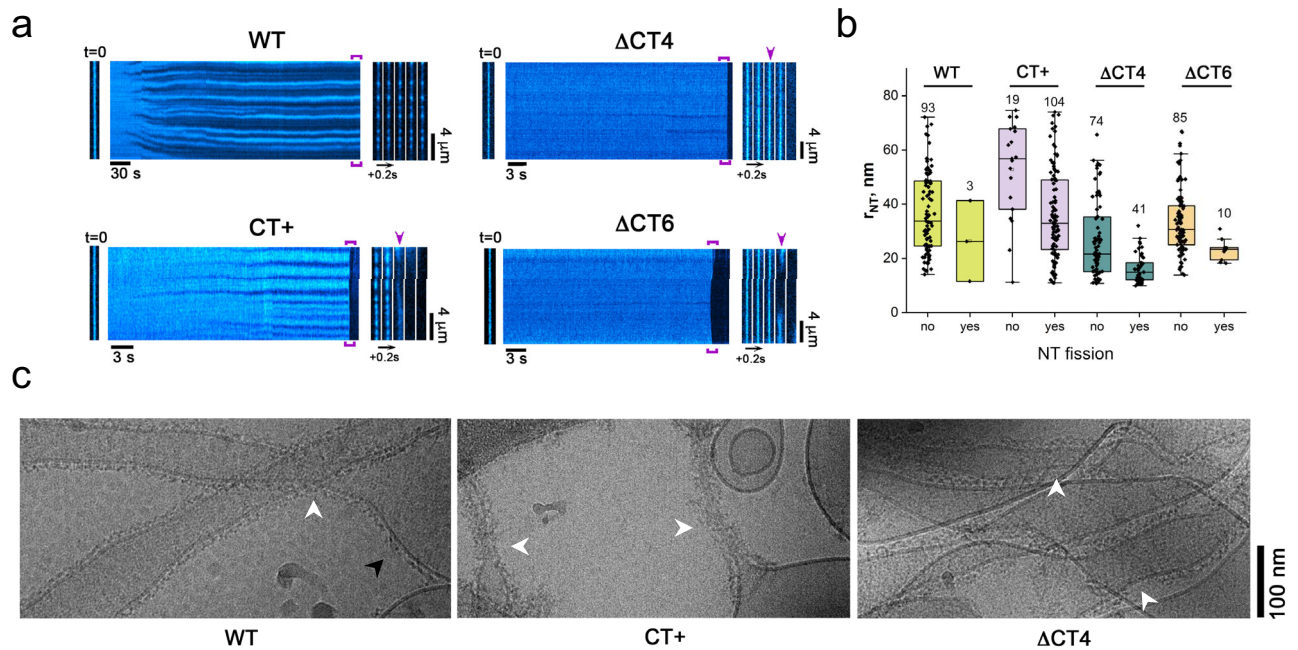 a
WT
t=0
30 s
+0.2s
4 μm
ΔCT4
t=0
3 s
+0.2s
4 μm
CT+
t=0
3 s
+0.2s
4 μm
ΔCT6
t=0
3 s
+0.2s
4 μm
b
WT CT+ ΔCT4 ΔCT6
rNT, nm
80
60
40
20
0
93 3 19 104 74 41 85 10
no yes no yes no yes no yes
NT fission
c
WT CT+ ΔCT4
100 nm